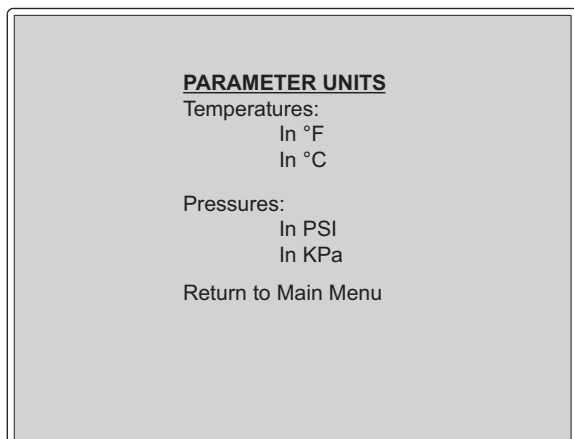 PARAMETER UNITS
Temperatures:
In °F
In °C
Pressures:
In PSI
In KPa
Return to Main Menu